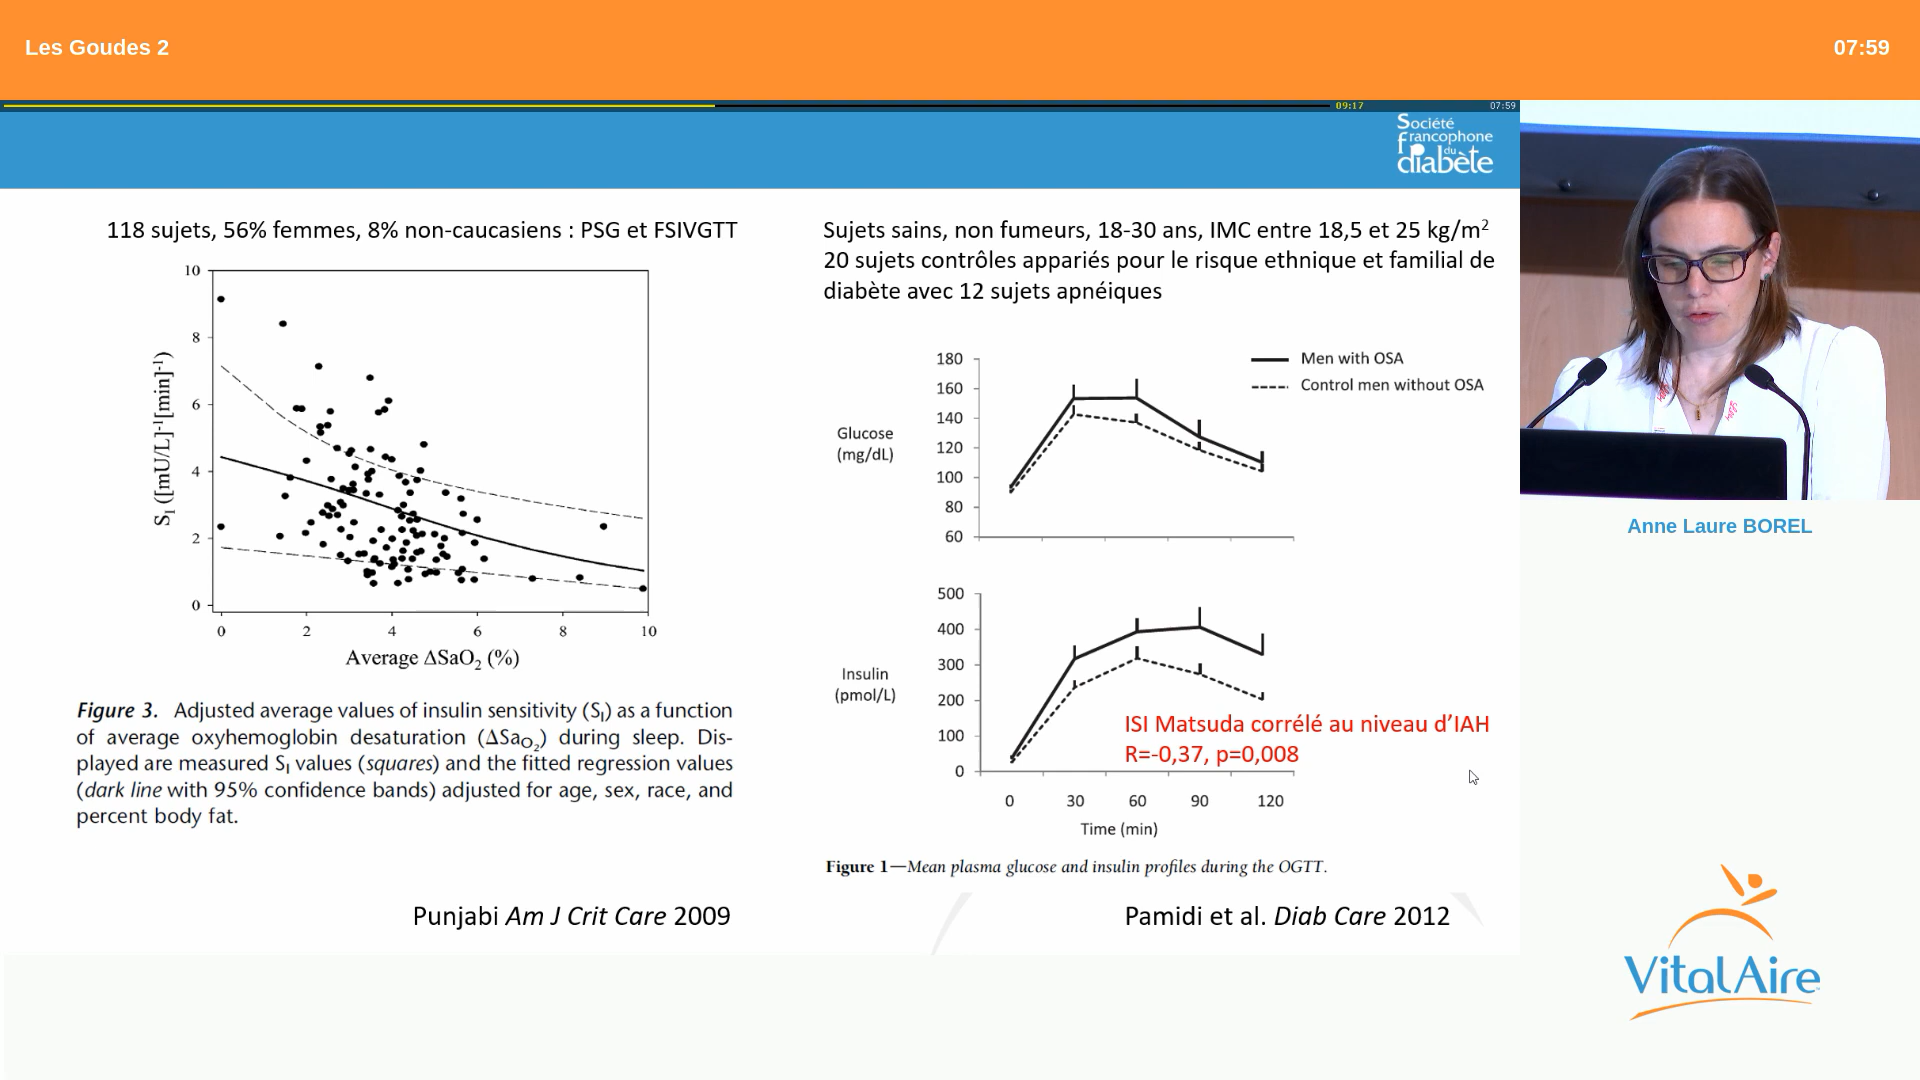 Les Goudes 2
07:59
09:17
07:59
Société
francophone
du
diabète
118 sujets, 56% femmes, 8% non-caucasiens : PSG et FSIVGTT
10
8
6
4
2
0
S_I ([mU/L]⁻¹[min]⁻¹)
0 2 4 6 8 10
Average ΔSaO₂ (%)
Figure 3. Adjusted average values of insulin sensitivity (S_I) as a function
of average oxyhemoglobin desaturation (ΔSaO₂) during sleep. Dis-
played are measured S_I values (squares) and the fitted regression values
(dark line with 95% confidence bands) adjusted for age, sex, race, and
percent body fat.
Punjabi Am J Crit Care 2009
Sujets sains, non fumeurs, 18-30 ans, IMC entre 18,5 et 25 kg/m²
20 sujets contrôles appariés pour le risque ethnique et familial de
diabète avec 12 sujets apnéiques
Men with OSA
Control men without OSA
Glucose
(mg/dL)
180
160
140
120
100
80
60
Insulin
(pmol/L)
500
400
300
200
100
0
ISI Matsuda corrélé au niveau d'IAH
R=-0,37, p=0,008
0 30 60 90 120
Time (min)
Figure 1—Mean plasma glucose and insulin profiles during the OGTT.
Pamidi et al. Diab Care 2012
Anne Laure BOREL
VitalAire